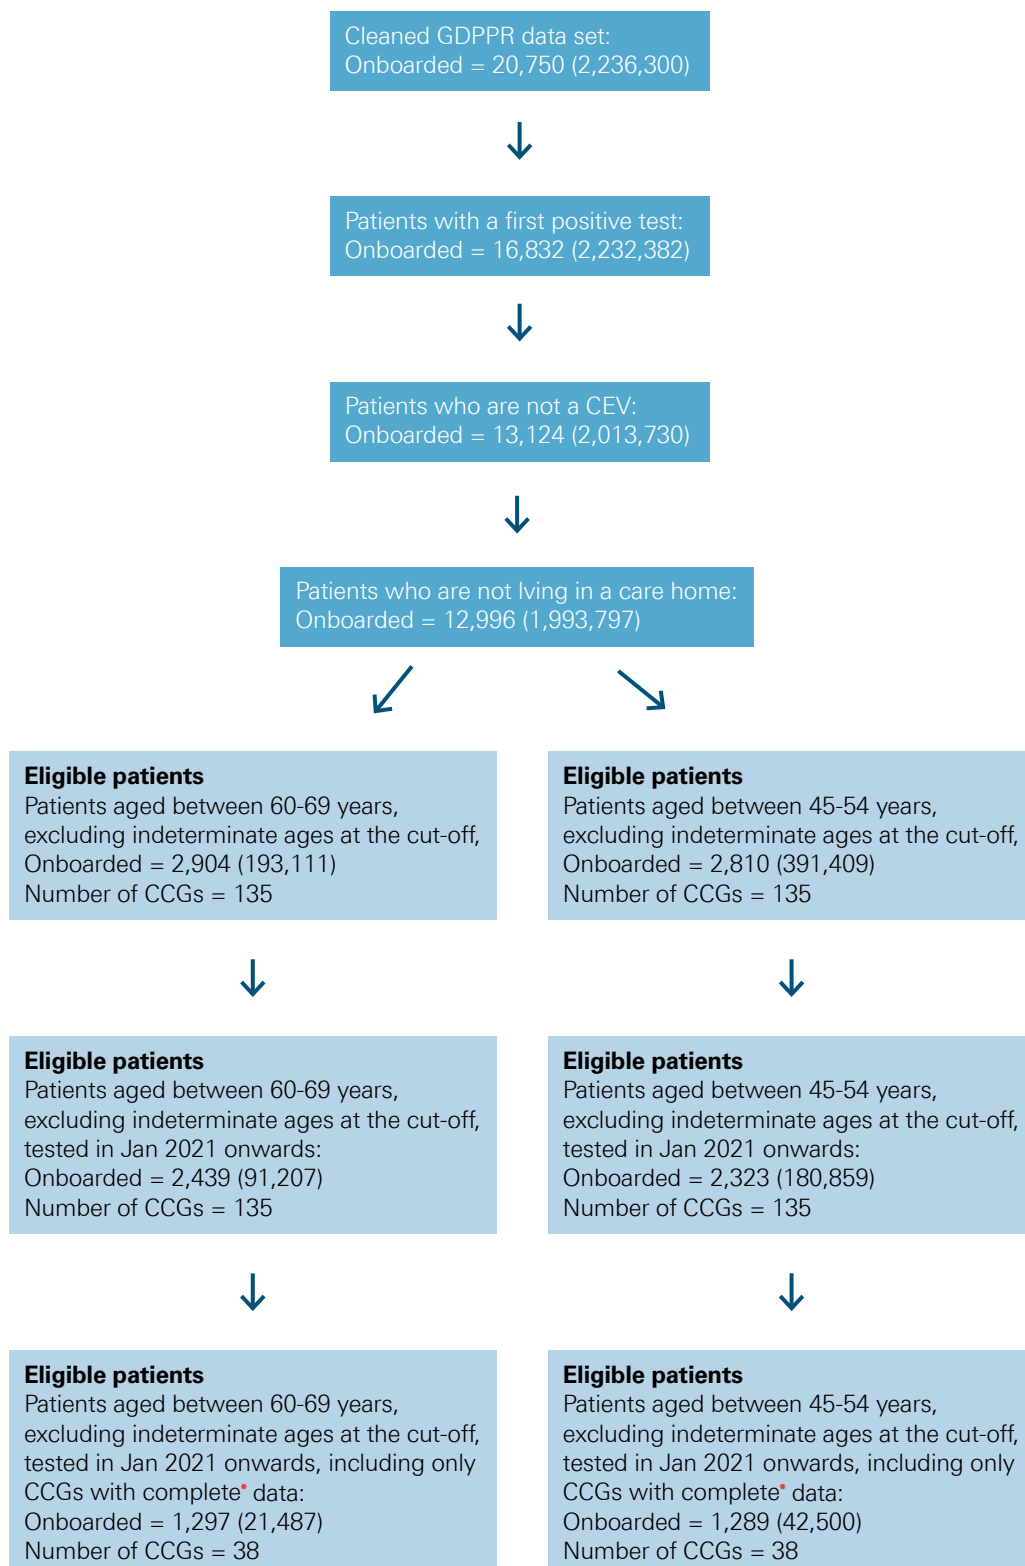 Cleaned GDPPR data set:
Onboarded = 20,750 (2,236,300)
Patients with a first positive test:
Onboarded = 16,832 (2,232,382)
Patients who are not a CEV:
Onboarded = 13,124 (2,013,730)
Patients who are not lving in a care home:
Onboarded = 12,996 (1,993,797)
Eligible patients
Patients aged between 60-69 years,
excluding indeterminate ages at the cut-off,
Onboarded = 2,904 (193,111)
Number of CCGs = 135
Eligible patients
Patients aged between 45-54 years,
excluding indeterminate ages at the cut-off,
Onboarded = 2,810 (391,409)
Number of CCGs = 135
Eligible patients
Patients aged between 60-69 years,
excluding indeterminate ages at the cut-off,
tested in Jan 2021 onwards:
Onboarded = 2,439 (91,207)
Number of CCGs = 135
Eligible patients
Patients aged between 45-54 years,
excluding indeterminate ages at the cut-off,
tested in Jan 2021 onwards:
Onboarded = 2,323 (180,859)
Number of CCGs = 135
Eligible patients
Patients aged between 60-69 years,
excluding indeterminate ages at the cut-off,
tested in Jan 2021 onwards, including only
CCGs with complete* data:
Onboarded = 1,297 (21,487)
Number of CCGs = 38
Eligible patients
Patients aged between 45-54 years,
excluding indeterminate ages at the cut-off,
tested in Jan 2021 onwards, including only
CCGs with complete* data:
Onboarded = 1,289 (42,500)
Number of CCGs = 38